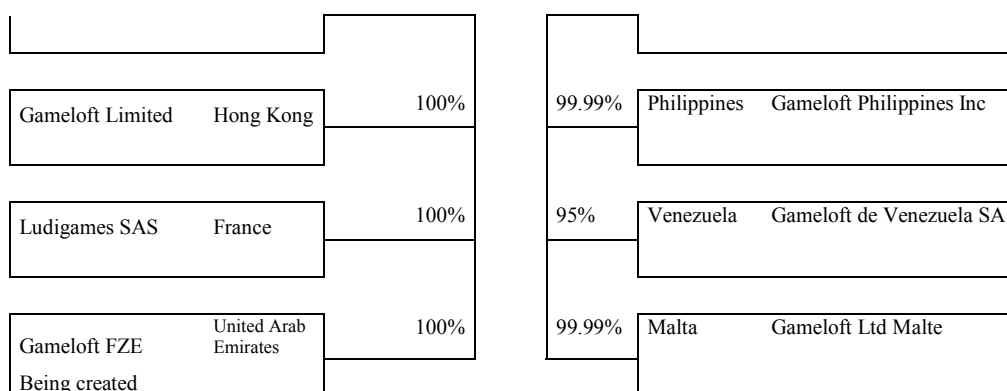 Gameloft Limited Hong Kong 100% 99.99% Philippines Gameloft Philippines Inc
Ludigames SAS France 100% 95% Venezuela Gameloft de Venezuela SA
Gameloft FZE United Arab 100% 99.99% Malta Gameloft Ltd Malte
Emirates
Being created